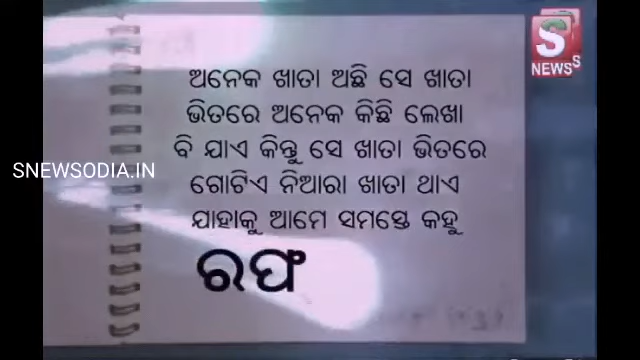 S
NEWS
SNEWSODIA.IN
ଅନେକ ଖାତା ଅଛି ସେ ଖାତା
ଭିତରେ ଅନେକ କିଛି ଲେଖା
ବି ଯାଏ କିନ୍ତୁ ସେ ଖାତା ଭିତରେ
ଗୋଟିଏ ନିଆରା ଖାତା ଥାଏ
ଯାହାକୁ ଆମେ ସମସ୍ତେ କହୁ
ରଫ